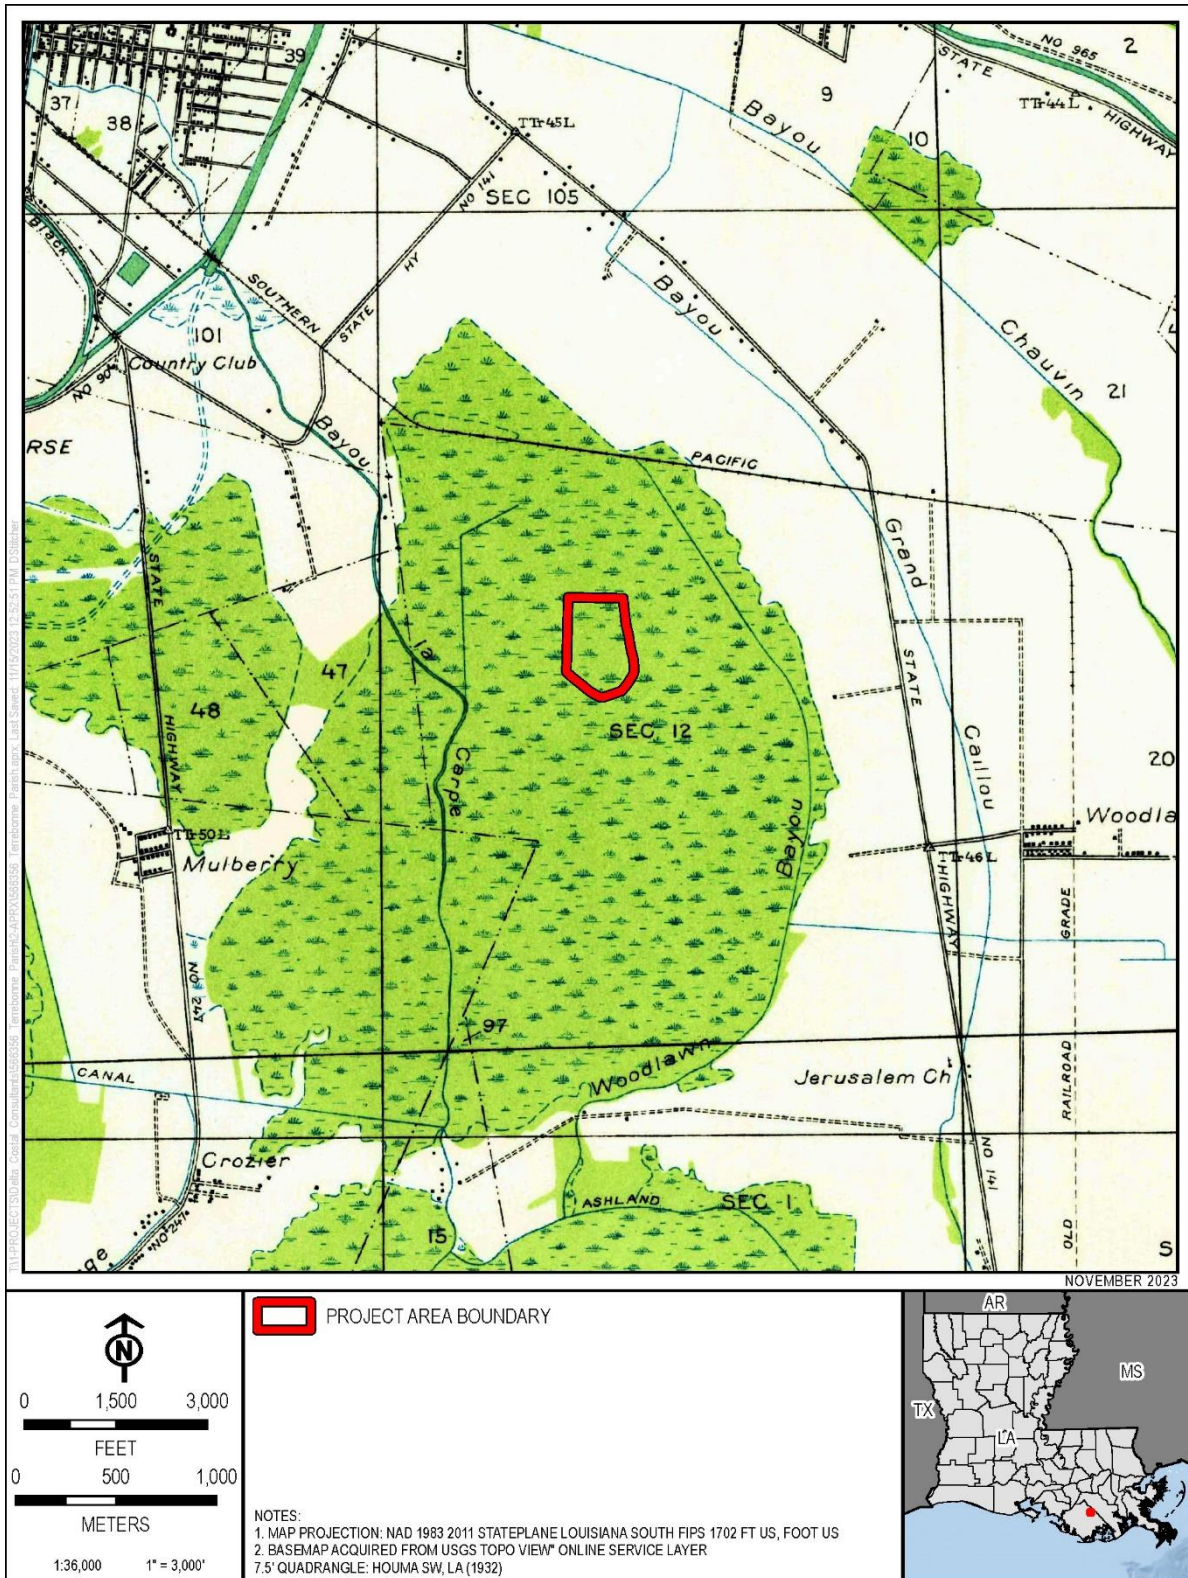 39
NO 965
2
STATE
9
37
38
TTr45L
TTr44L
HIGHWAY
Bayou
10
NO 141
SEC 105
HY
STATE
Black
SOUTHERN
Bayou
101
Country Club
NO 906
Chauvin
21
Bayou
RSE
PACIFIC
Grand
STATE
la
47
48
STATE
SEC 12
HIGHWAY
Carpe
Caillou
20
Bayou
Woodla
TTr50L
Mulberry
TTr46L
HIGHWAY
GRADE
NO 247
97
Woodlawn
RAILROAD
CANAL
Jerusalem Ch
NO 141
Crozier
ASHLAND
SEC 1
OLD
15
NO 247
ge
S
NOVEMBER 2023
N
0 1,500 3,000
FEET
0 500 1,000
METERS
1:36,000 1" = 3,000'
PROJECT AREA BOUNDARY
NOTES:
1. MAP PROJECTION: NAD 1983 2011 STATEPLANE LOUISIANA SOUTH FIPS 1702 FT US, FOOT US
2. BASEMAP ACQUIRED FROM USGS TOPO VIEW" ONLINE SERVICE LAYER
7.5' QUADRANGLE: HOUMA SW, LA (1932)
AR
MS
TX
LA